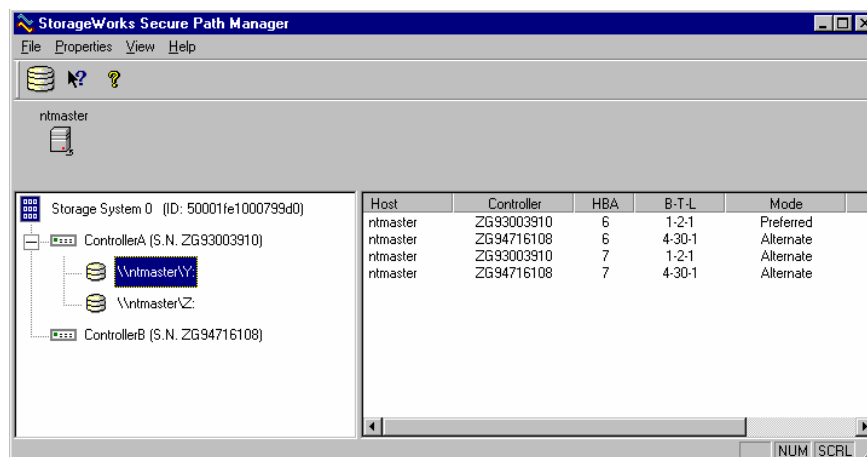 StorageWorks Secure Path Manager
File Properties View Help
ntmaster
Storage System 0 (ID: 50001fe1000799d0)
ControllerA (S.N. ZG93003910)
\\ntmaster\Y:
\\ntmaster\Z:
ControllerB (S.N. ZG94716108)
Host Controller HBA B-T-L Mode
ntmaster ZG93003910 6 1-2-1 Preferred
ntmaster ZG94716108 6 4-30-1 Alternate
ntmaster ZG93003910 7 1-2-1 Alternate
ntmaster ZG94716108 7 4-30-1 Alternate
NUM SCRL